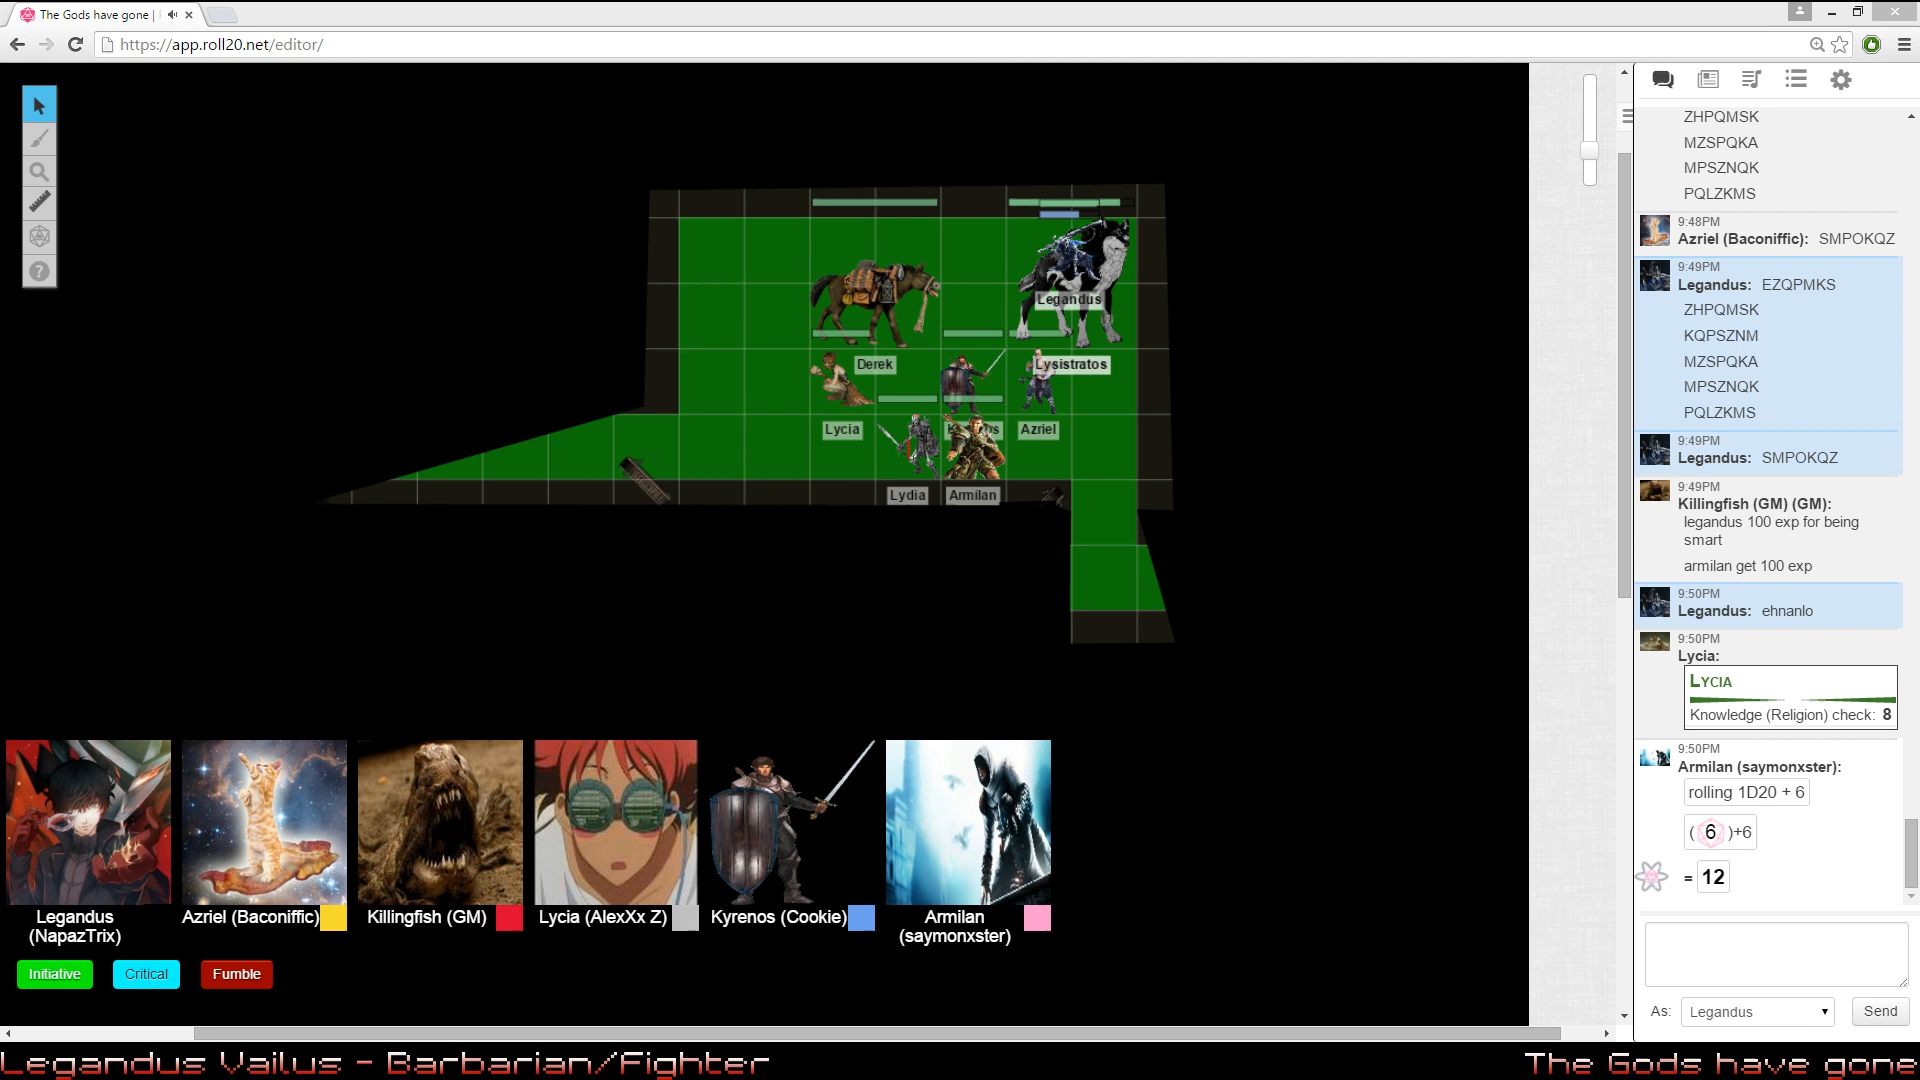 The Gods have gone |
https://app.roll20.net/editor/
Legandus
Derek
Lysistratos
Lycia
Azriel
Lydia
Armilan
Legandus
(NapazTrix)
Azriel (Baconiffic)
Killingfish (GM)
Lycia (AlexXx Z)
Kyrenos (Cookie)
Armilan
(saymonxster)
Initiative
Critical
Fumble
ZHPQMSK
MZSPQKA
MPSZNQK
PQLZKMS
9:48PM
Azriel (Baconiffic): SMPOKQZ
9:49PM
Legandus: EZQPMKS
ZHPQMSK
KQPSZNM
MZSPQKA
MPSZNQK
PQLZKMS
9:49PM
Legandus: SMPOKQZ
9:49PM
Killingfish (GM) (GM):
legandus 100 exp for being
smart
armilan get 100 exp
9:50PM
Legandus: ehnanlo
9:50PM
Lycia:
Lycia
Knowledge (Religion) check: 8
9:50PM
Armilan (saymonxster):
rolling 1D20 + 6
(6)+6
= 12
As: Legandus
Send
Legandus Vailus - Barbarian/Fighter
The Gods have gone